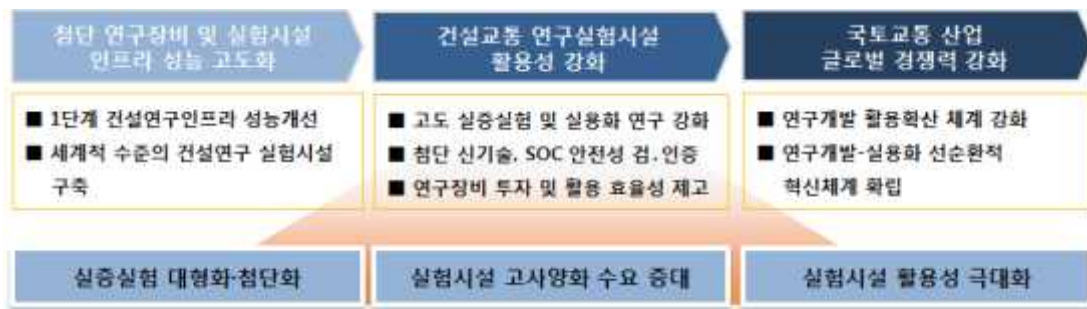 첨단 연구장비 및 실험시설
인프라 성능 고도화
건설교통 연구실험시설
활용성 강화
국토교통 산업
글로벌 경쟁력 강화
■ 1단계 건설연구인프라 성능개선
■ 세계적 수준의 건설연구 실험시설
구축
■ 고도 실증실험 및 실용화 연구 강화
■ 첨단 신기술, SOC 안전성 검.인증
■ 연구장비 투자 및 활용 효율성 제고
■ 연구개발 활용확산 체계 강화
■ 연구개발-실용화 선순환적
혁신체계 확립
실증실험 대형화·첨단화
실험시설 고사양화 수요 증대
실험시설 활용성 극대화